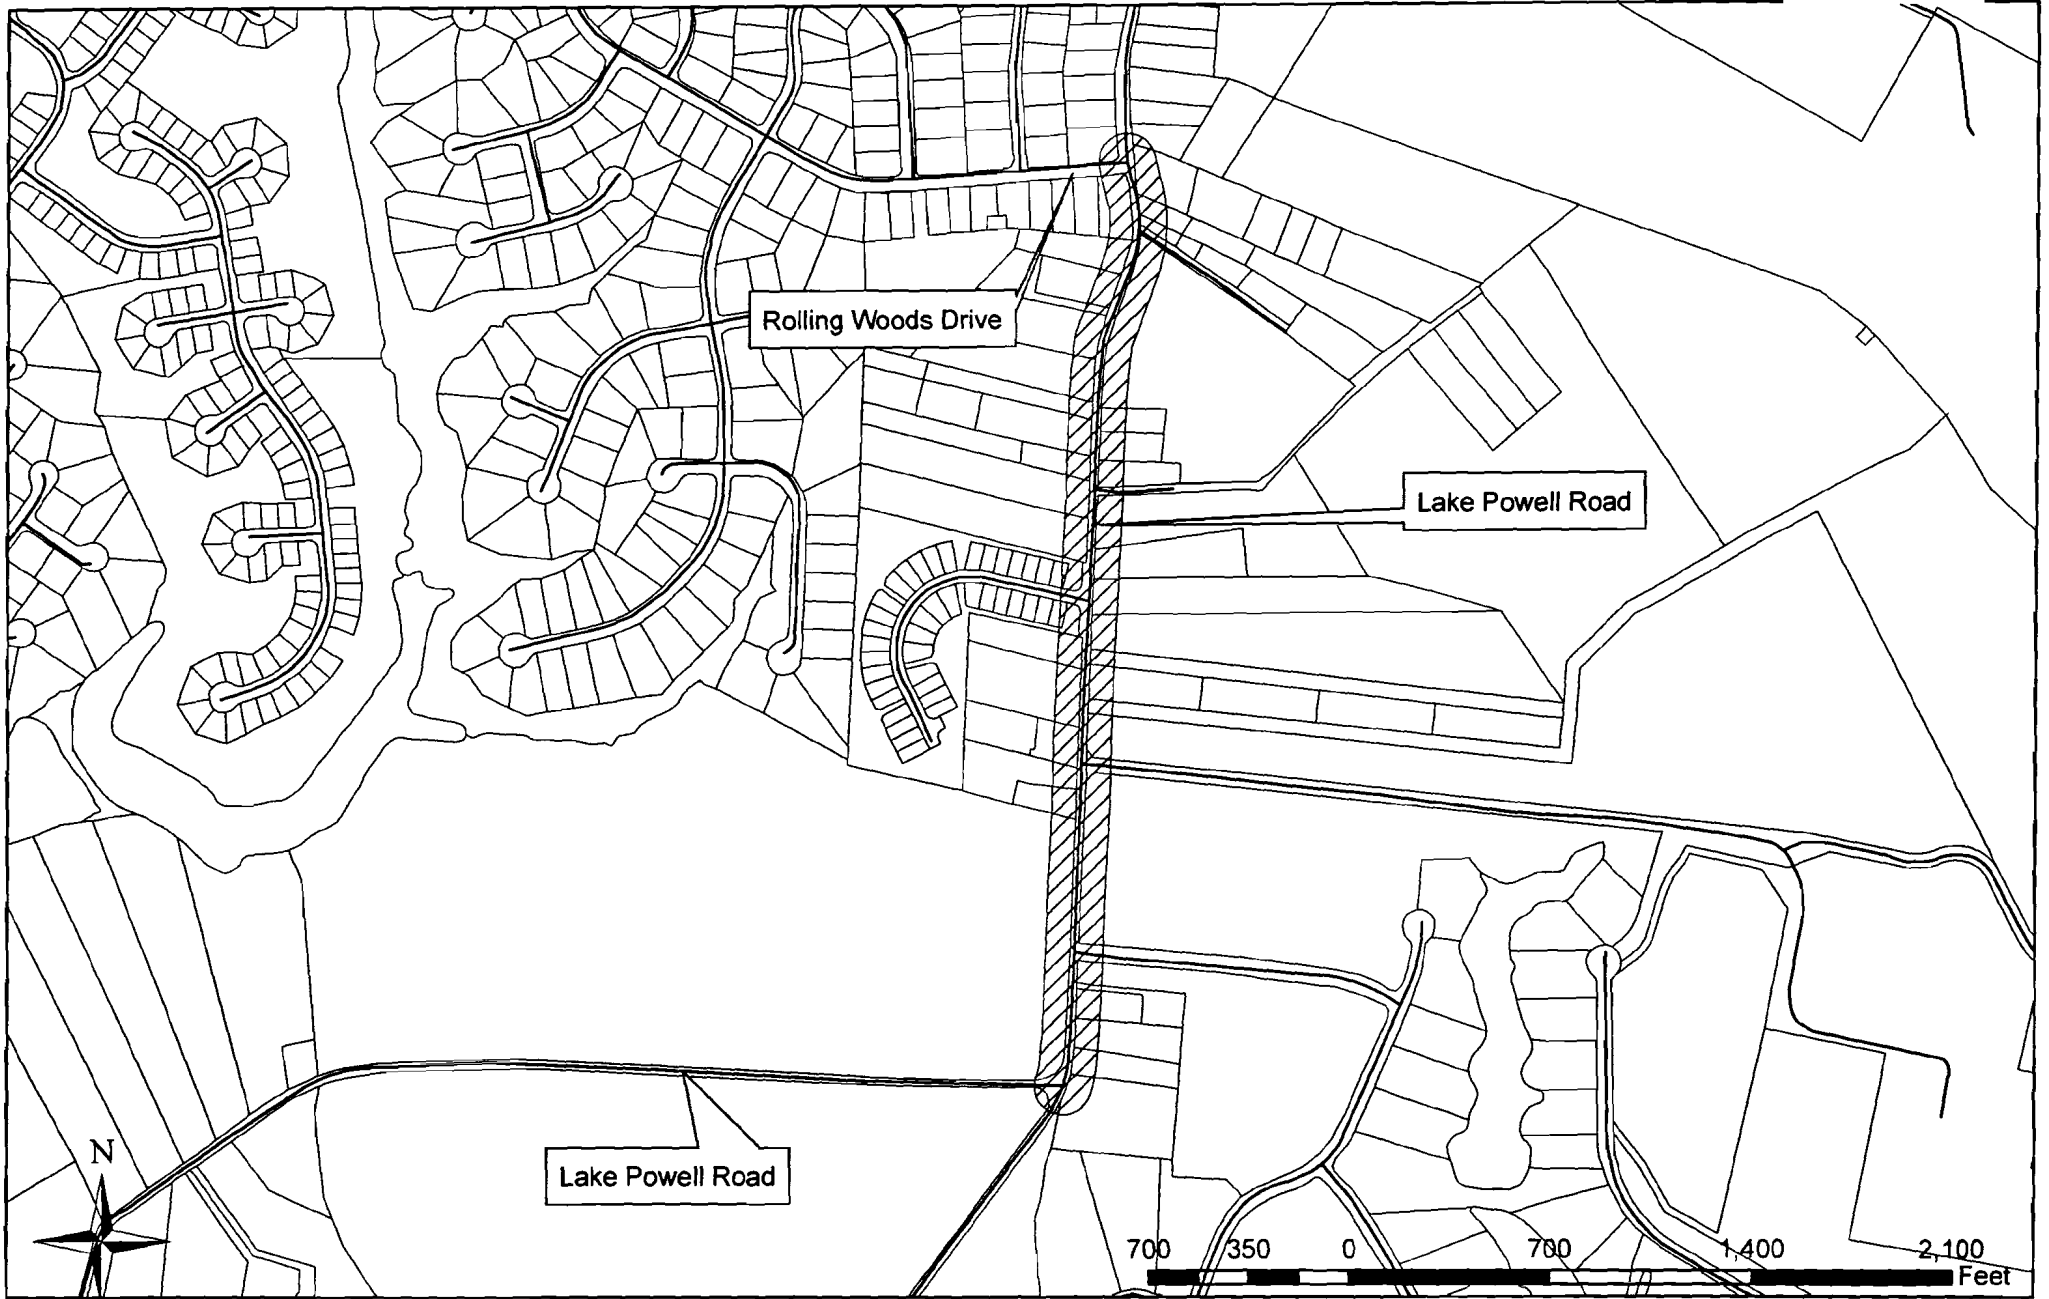 Rolling Woods Drive
Lake Powell Road
Lake Powell Road
N
700 350 0 700 1,400 2,100
Feet